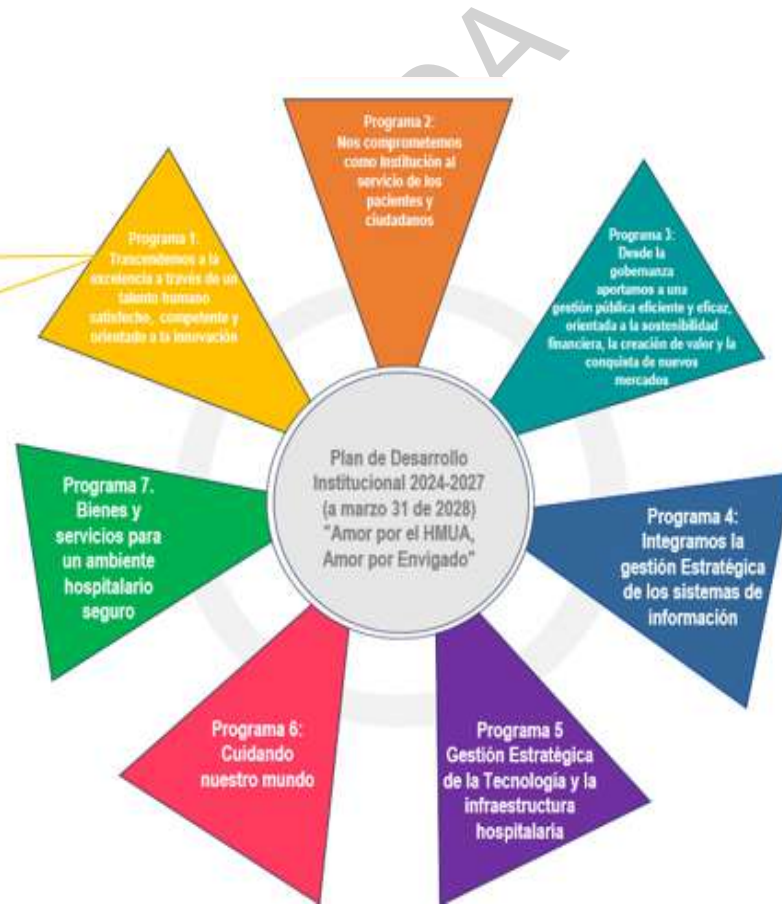 Programa 1:
Trascendemos a la
excelencia a través de un
talento humano
satisfecho, competente y
orientado a la innovación
Programa 2:
Nos comprometemos
como institución al
servicio de los
pacientes y
ciudadanos
Programa 3:
Desde la
gobernanza
aportamos a una
gestión pública eficiente y eficaz,
orientada a la sostenibilidad
financiera, la creación de valor y la
conquista de nuevos
mercados
Programa 4:
Integramos la
gestión Estratégica
de los sistemas de
información
Programa 5
Gestión Estratégica
de la Tecnología y la
infraestructura
hospitalaria
Programa 6:
Cuidando
nuestro mundo
Programa 7.
Bienes y
servicios para
un ambiente
hospitalario
seguro
Plan de Desarrollo
Institucional 2024-2027
(a marzo 31 de 2028)
"Amor por el HMUA,
Amor por Envigado"